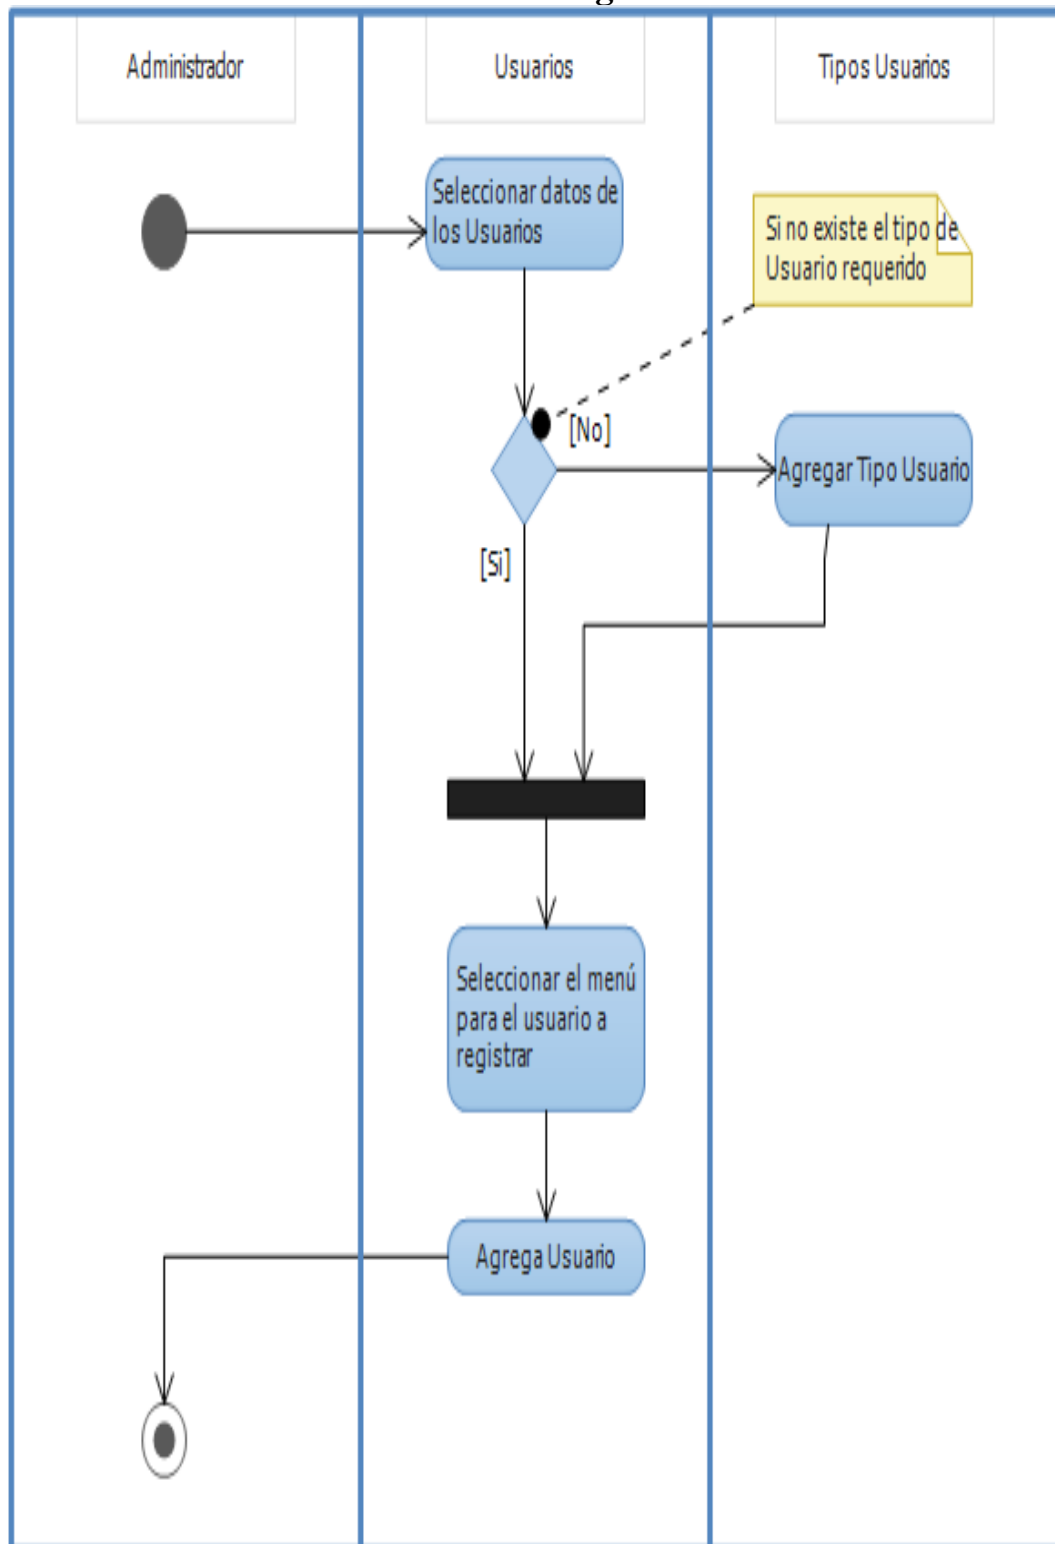 Administrador
Usuarios
Tipos Usuarios
Seleccionar datos de
los Usuarios
Si no existe el tipo de
Usuario requerido
[No]
Agregar Tipo Usuario
[Si]
Seleccionar el menú
para el usuario a
registrar
Agrega Usuario